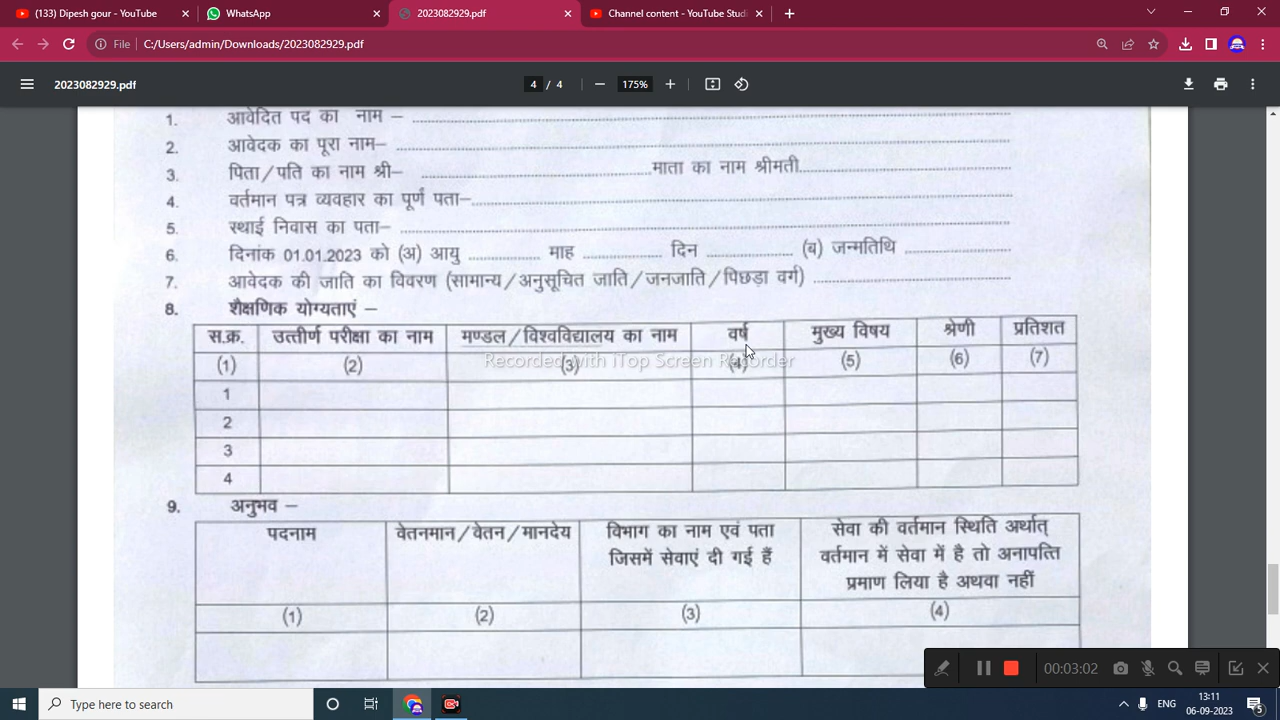 (133) Dipesh gour - YouTube
WhatsApp
2023082929.pdf
Channel content - YouTube Studi
File
C:/Users/admin/Downloads/2023082929.pdf
2023082929.pdf
4 / 4
175%
1. आवेदित पद का नाम –
2. आवेदक का पूरा नाम–
3. पिता/पति का नाम श्री– माता का नाम श्रीमती
4. वर्तमान पत्र व्यवहार का पूर्ण पता–
5. स्थाई निवास का पता–
6. दिनांक 01.01.2023 को (अ) आयु माह दिन (ब) जन्मतिथि
7. आवेदक की जाति का विवरण (सामान्य/अनुसूचित जाति/जनजाति/पिछड़ा वर्ग)
8. शैक्षणिक योग्यताएं –
स.क्र. उत्तीर्ण परीक्षा का नाम मण्डल/विश्वविद्यालय का नाम वर्ष मुख्य विषय श्रेणी प्रतिशत
(1) (2) (3) (4) (5) (6) (7)
Recorded with iTop Screen Recorder
1
2
3
4
9. अनुभव –
पदनाम वेतनमान/वेतन/मानदेय विभाग का नाम एवं पता सेवा की वर्तमान स्थिति अर्थात्
जिसमें सेवाएं दी गई हैं वर्तमान में सेवा में है तो अनापत्ति
प्रमाण लिया है अथवा नहीं
(1) (2) (3) (4)
00:03:02
Type here to search
ENG
13:11
06-09-2023
5